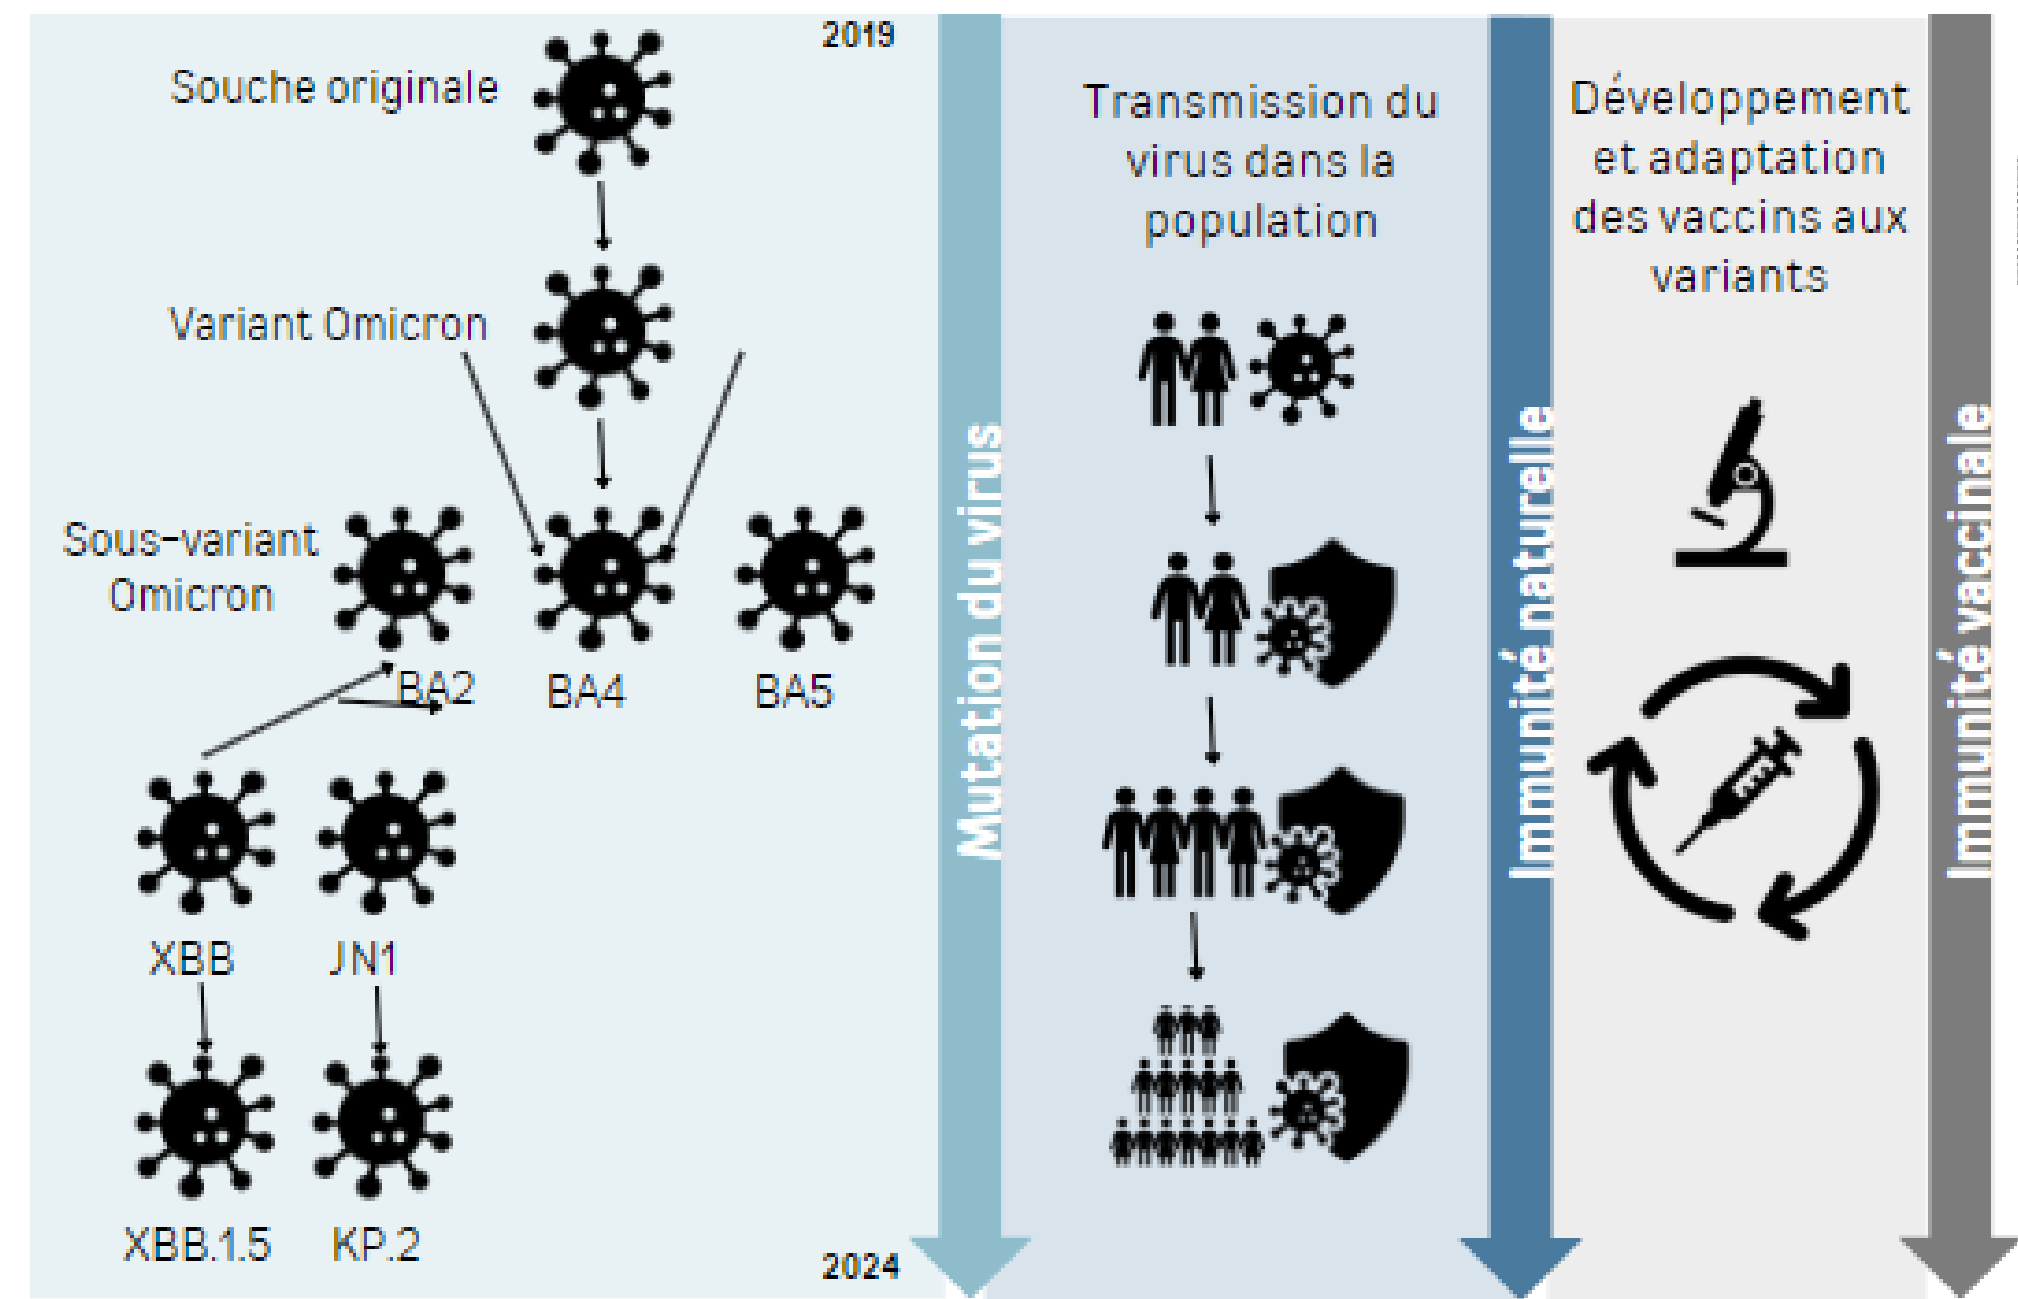 2019
Souche originale
Variant Omicron
Sous-variant
Omicron
BA2
BA4
BA5
XBB
JN1
XBB.1.5
KP.2
2024
Mutation du virus
Transmission du
virus dans la
population
Immunité naturelle
Développement
et adaptation
des vaccins aux
variants
Immunité vaccinale